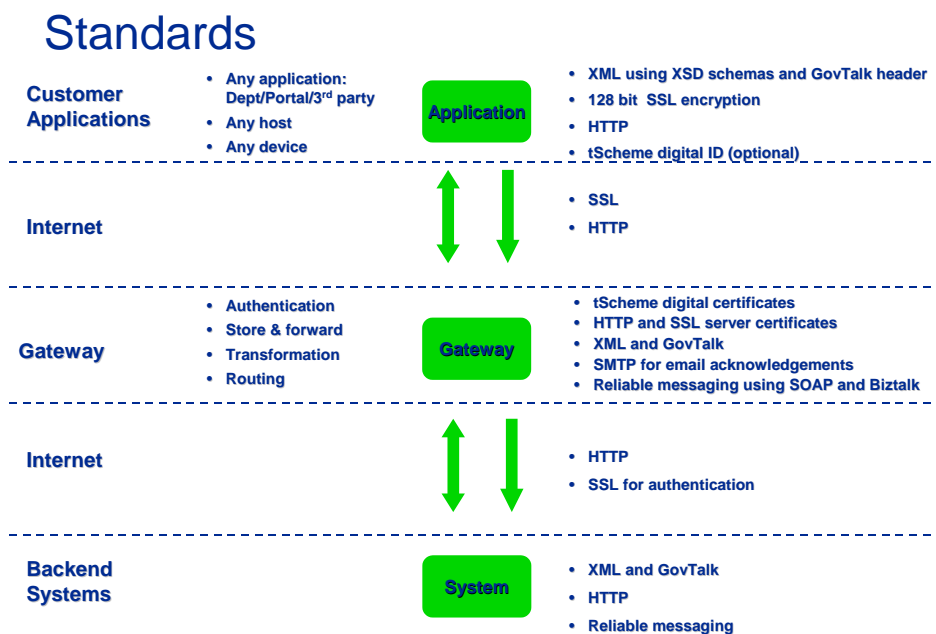 Standards
Customer
Applications
• Any application:
Dept/Portal/3rd party
• Any host
• Any device
Application
• XML using XSD schemas and GovTalk header
• 128 bit SSL encryption
• HTTP
• tScheme digital ID (optional)
Internet
• SSL
• HTTP
Gateway
• Authentication
• Store & forward
• Transformation
• Routing
Gateway
• tScheme digital certificates
• HTTP and SSL server certificates
• XML and GovTalk
• SMTP for email acknowledgements
• Reliable messaging using SOAP and Biztalk
Internet
• HTTP
• SSL for authentication
Backend
Systems
System
• XML and GovTalk
• HTTP
• Reliable messaging